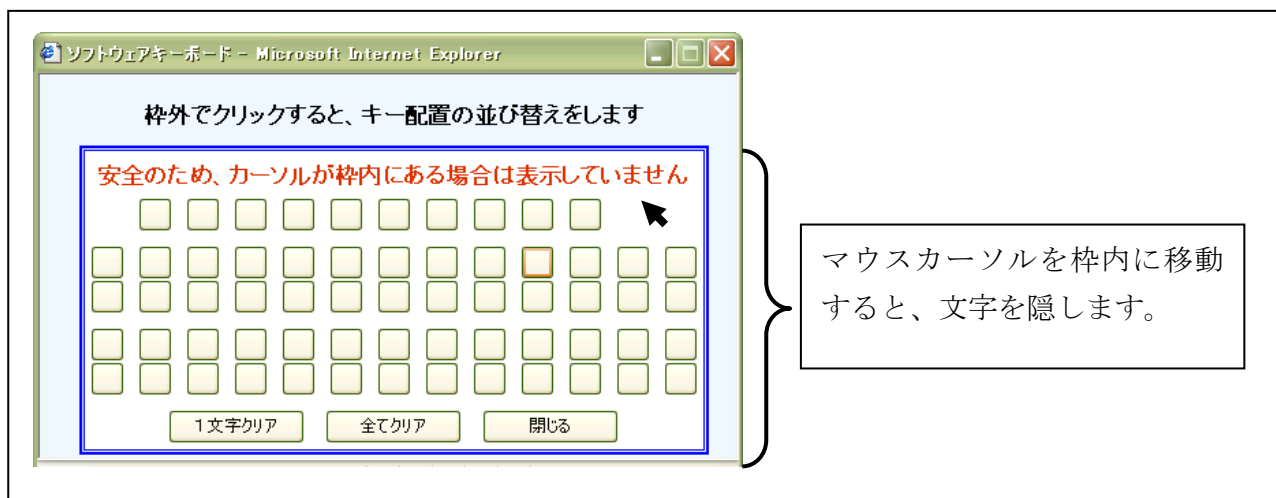 ソフトウェアキーボード - Microsoft Internet Explorer
枠外でクリックすると、キー配置の並び替えをします
安全のため、カーソルが枠内にある場合は表示していません
1文字クリア 全てクリア 閉じる
マウスカーソルを枠内に移動
すると、文字を隠します。